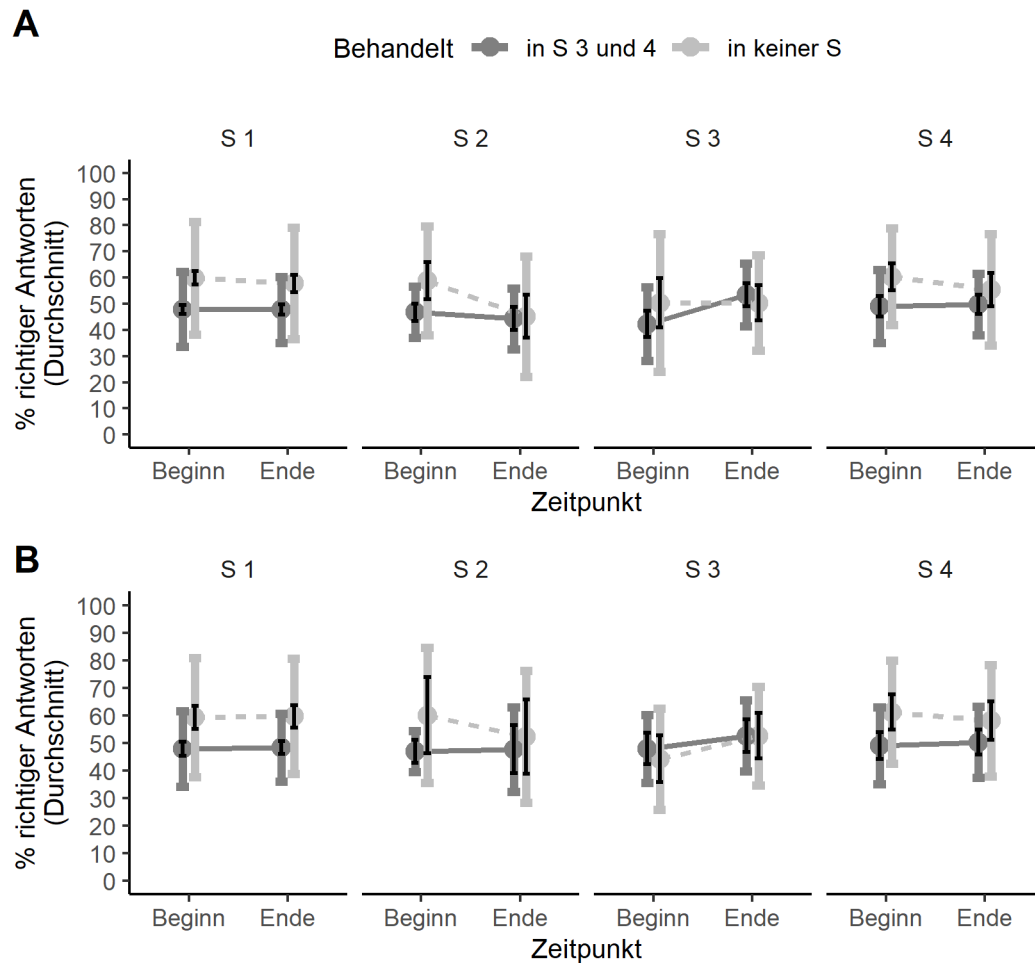 A
Behandelt in S 3 und 4 in keiner S
S 1 S 2 S 3 S 4
% richtiger Antworten
(Durchschnitt)
100
90
80
70
60
50
40
30
20
10
0
Beginn Ende Beginn Ende Beginn Ende Beginn Ende
Zeitpunkt
B
S 1 S 2 S 3 S 4
% richtiger Antworten
(Durchschnitt)
100
90
80
70
60
50
40
30
20
10
0
Beginn Ende Beginn Ende Beginn Ende Beginn Ende
Zeitpunkt